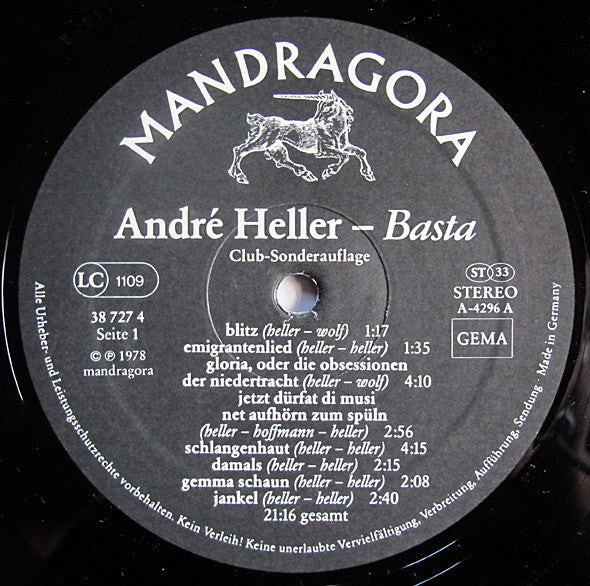 MANDRAGORA
André Heller – Basta
Club-Sonderauflage
LC 1109
38 727 4
Seite 1
© ℗ 1978
mandragora
ST 33
STEREO
A-4296 A
GEMA
blitz (heller – wolf) 1:17
emigrantenlied (heller – heller) 1:35
gloria, oder die obsessionen
der niedertracht (heller – wolf) 4:10
jetzt dürfat di musi
net aufhörn zum spüln
(heller – hoffmann – heller) 2:56
schlangenhaut (heller – heller) 4:15
damals (heller – heller) 2:15
gemma schaun (heller – heller) 2:08
jankel (heller – heller) 2:40
21:16 gesamt
Alle Urheber- und Leistungsschutzrechte vorbehalten. Kein Verleih! Keine unerlaubte Vervielfältigung, Verbreitung, Aufführung, Sendung · Made in Germany